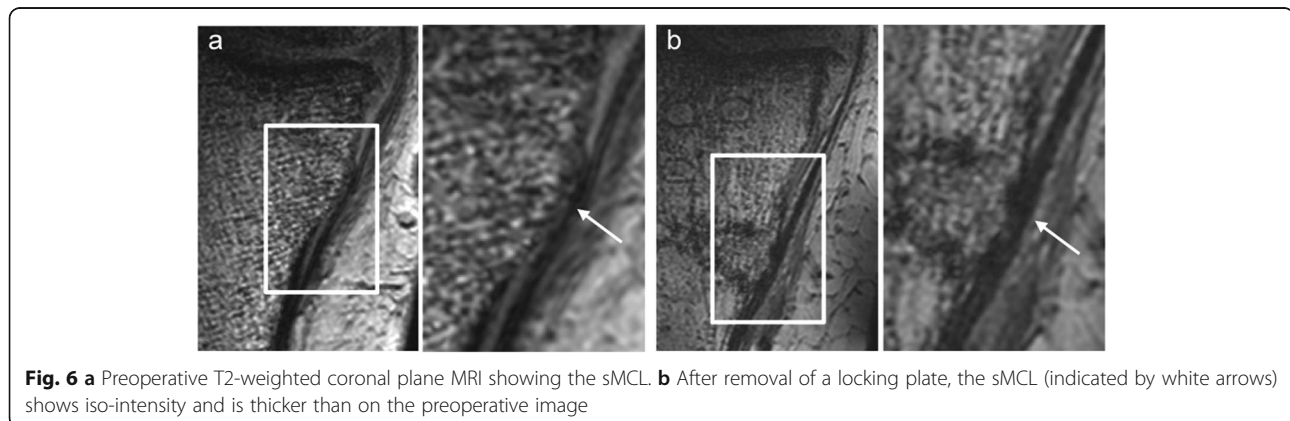 a
b
Fig. 6 a Preoperative T2-weighted coronal plane MRI showing the sMCL. b After removal of a locking plate, the sMCL (indicated by white arrows)
shows iso-intensity and is thicker than on the preoperative image